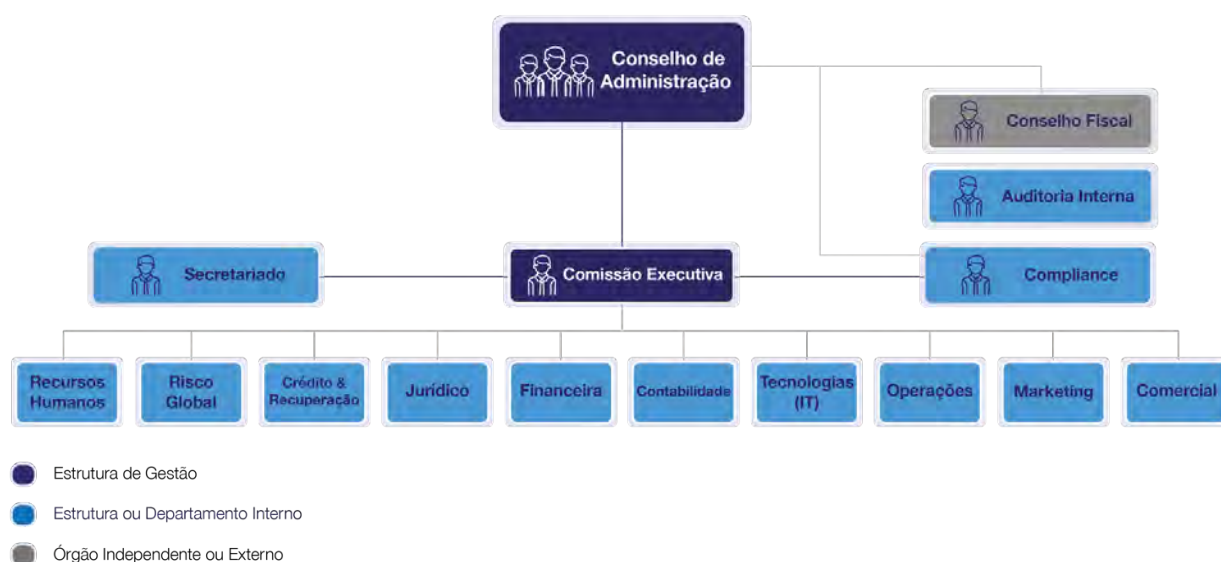 Conselho de
Administração
Conselho Fiscal
Auditoria Interna
Secretariado
Comissão Executiva
Compliance
Recursos
Humanos
Risco
Global
Crédito &
Recuperação
Jurídico
Financeira
Contabilidade
Tecnologias
(IT)
Operações
Marketing
Comercial
Estrutura de Gestão
Estrutura ou Departamento Interno
Órgão Independente ou Externo